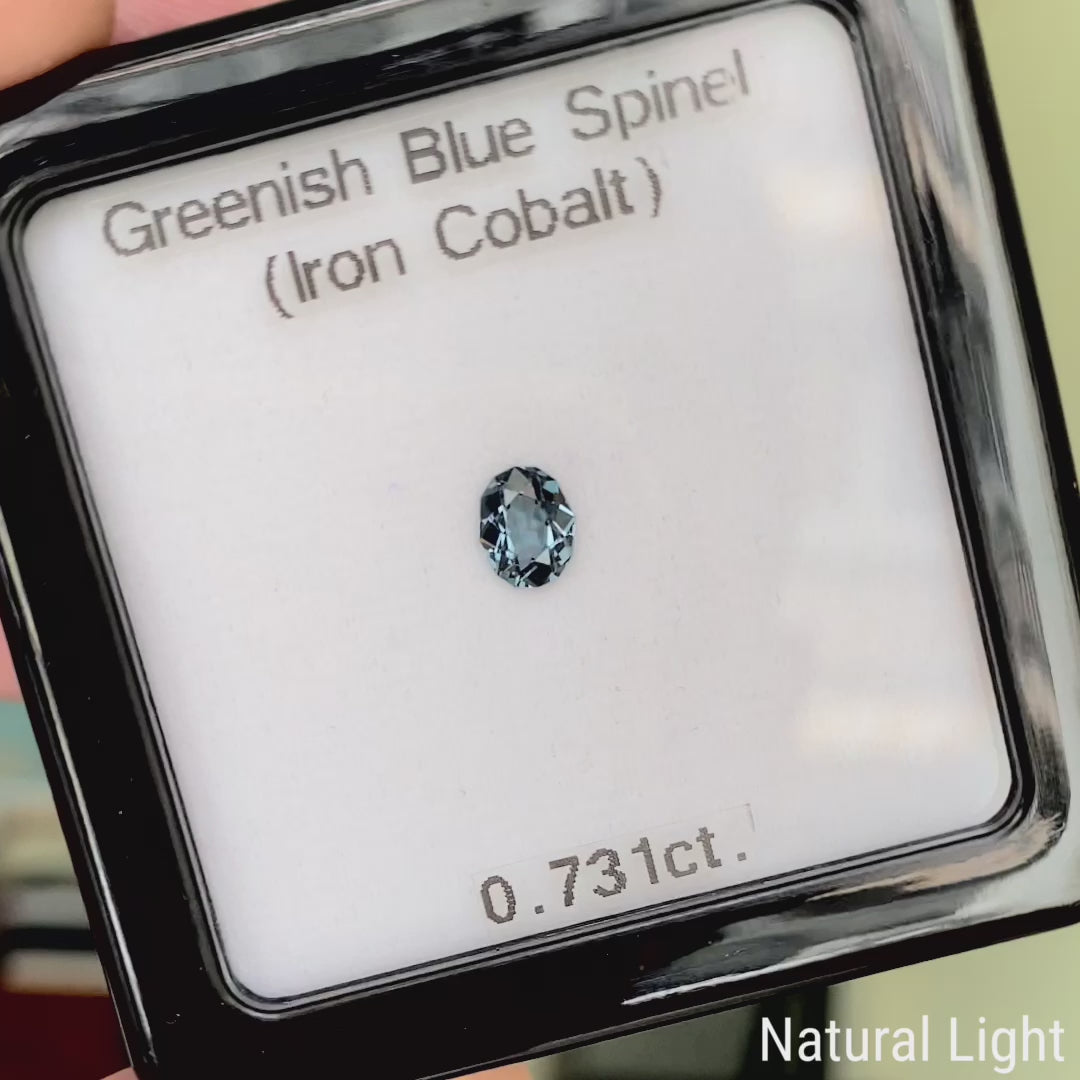 Greenish Blue Spinel
(Iron Cobalt)
0.731ct.
Natural Light